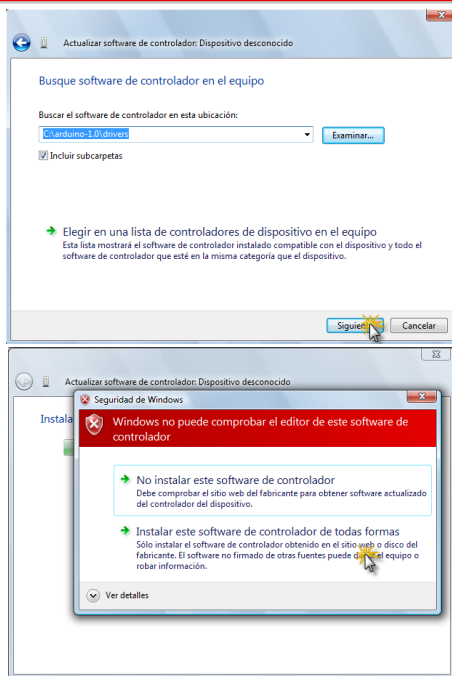 Actualizar software de controlador: Dispositivo desconocido
Busque software de controlador en el equipo
Buscar el software de controlador en esta ubicación:
C:\arduino-1.0\drivers
Examinar...
Incluir subcarpetas
Elegir en una lista de controladores de dispositivo en el equipo
Esta lista mostrará el software de controlador instalado compatible con el dispositivo y todo el
software de controlador que esté en la misma categoría que el dispositivo.
Cancelar
Actualizar software de controlador: Dispositivo desconocido
Seguridad de Windows
Instala
Windows no puede comprobar el editor de este software de
controlador
No instalar este software de controlador
Debe comprobar el sitio web del fabricante para obtener software actualizado
del controlador del dispositivo.
Instalar este software de controlador de todas formas
Sólo instalar el software de controlador obtenido en el sitio web o disco del
fabricante. El software no firmado de otras fuentes puede el equipo o
robar información.
Ver detalles